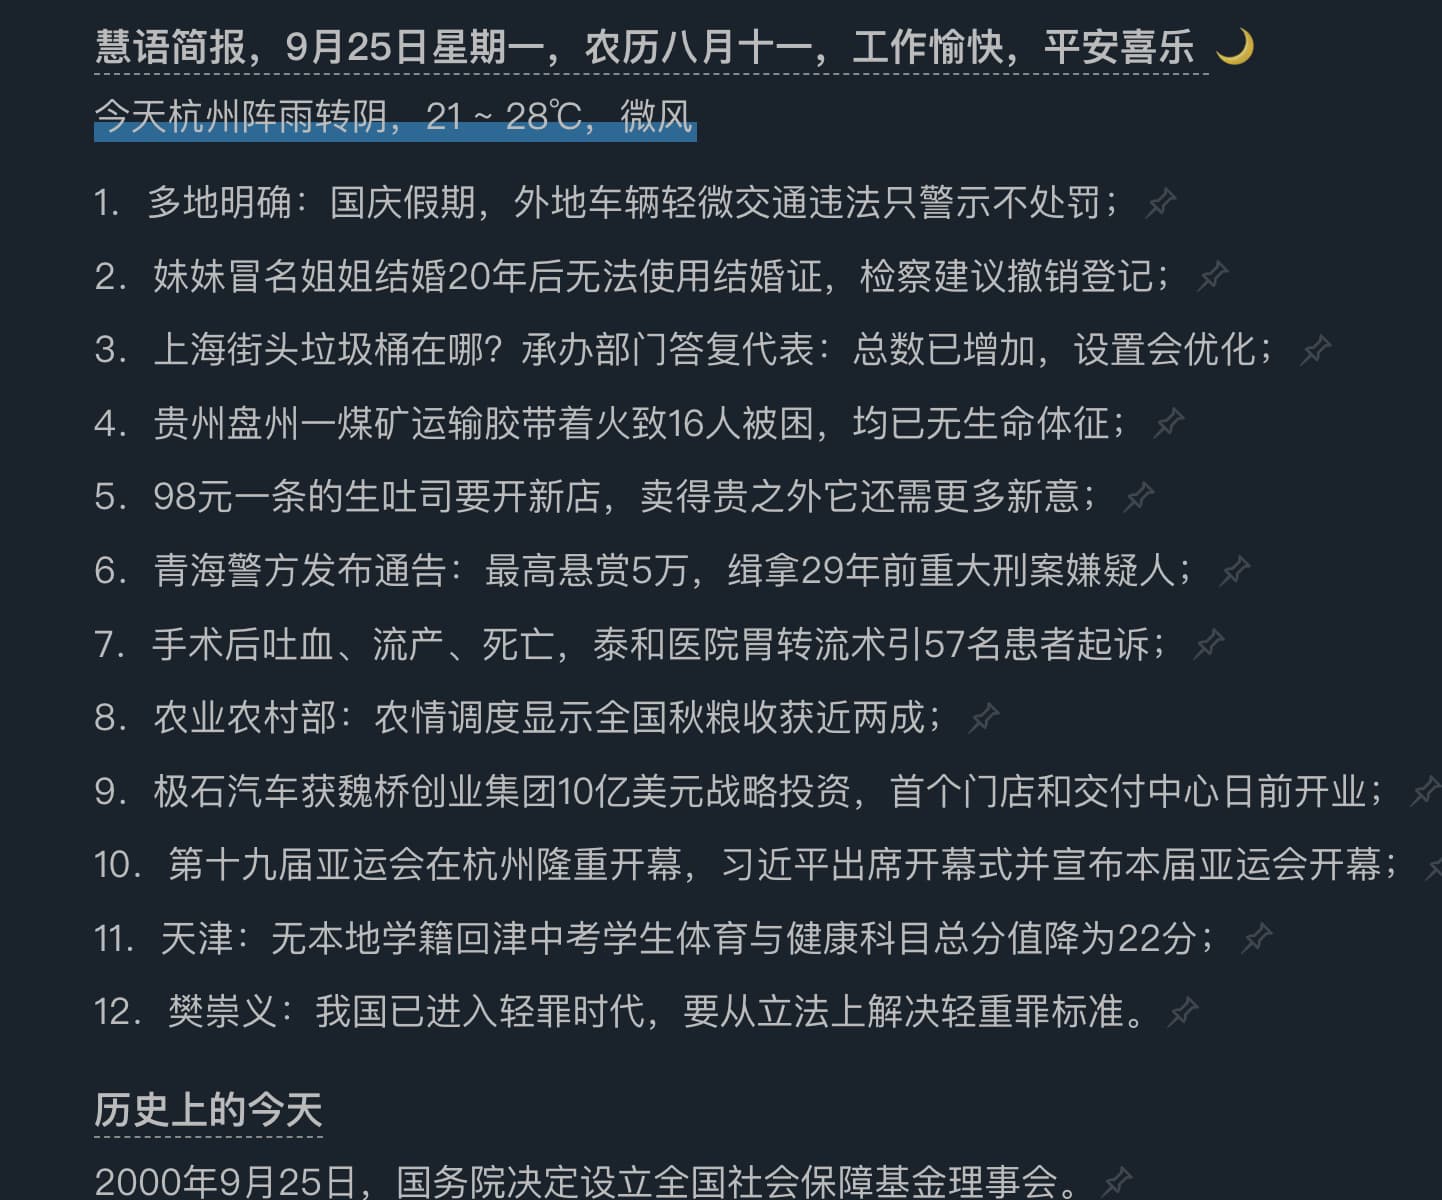 慧语简报，9月25日星期一，农历八月十一，工作愉快，平安喜乐 🌙
今天杭州阵雨转阴，21 ~ 28℃，微风
1. 多地明确：国庆假期，外地车辆轻微交通违法只警示不处罚；
2. 妹妹冒名姐姐结婚20年后无法使用结婚证，检察建议撤销登记；
3. 上海街头垃圾桶在哪？承办部门答复代表：总数已增加，设置会优化；
4. 贵州盘州一煤矿运输胶带着火致16人被困，均已无生命体征；
5. 98元一条的生吐司要开新店，卖得贵之外它还需更多新意；
6. 青海警方发布通告：最高悬赏5万，缉拿29年前重大刑案嫌疑人；
7. 手术后吐血、流产、死亡，泰和医院胃转流术引57名患者起诉；
8. 农业农村部：农情调度显示全国秋粮收获近两成；
9. 极石汽车获魏桥创业集团10亿美元战略投资，首个门店和交付中心日前开业；
10. 第十九届亚运会在杭州隆重开幕，习近平出席开幕式并宣布本届亚运会开幕；
11. 天津：无本地学籍回津中考学生体育与健康科目总分值降为22分；
12. 樊崇义：我国已进入轻罪时代，要从立法上解决轻重罪标准。
历史上的今天
2000年9月25日，国务院决定设立全国社会保障基金理事会。